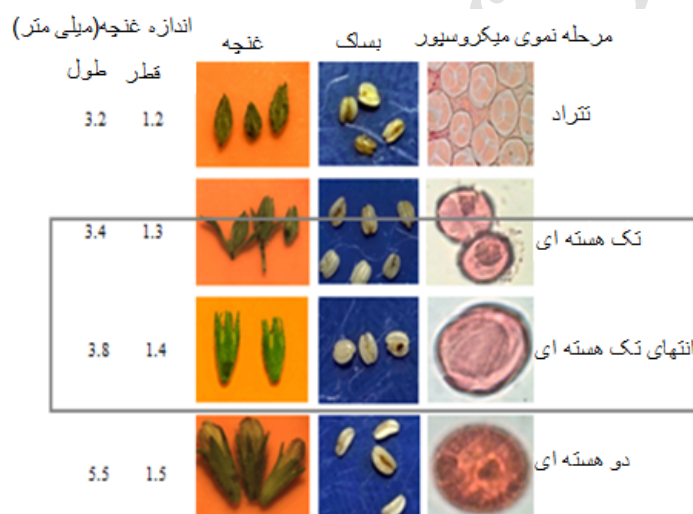 مرحله نموی میکروسپور بساک غنچه اندازه غنچه(میلی متر)
قطر طول
تتراد 1.2 3.2
تک هسته ای 1.3 3.4
انتهای تک هسته ای 1.4 3.8
دو هسته ای 1.5 5.5